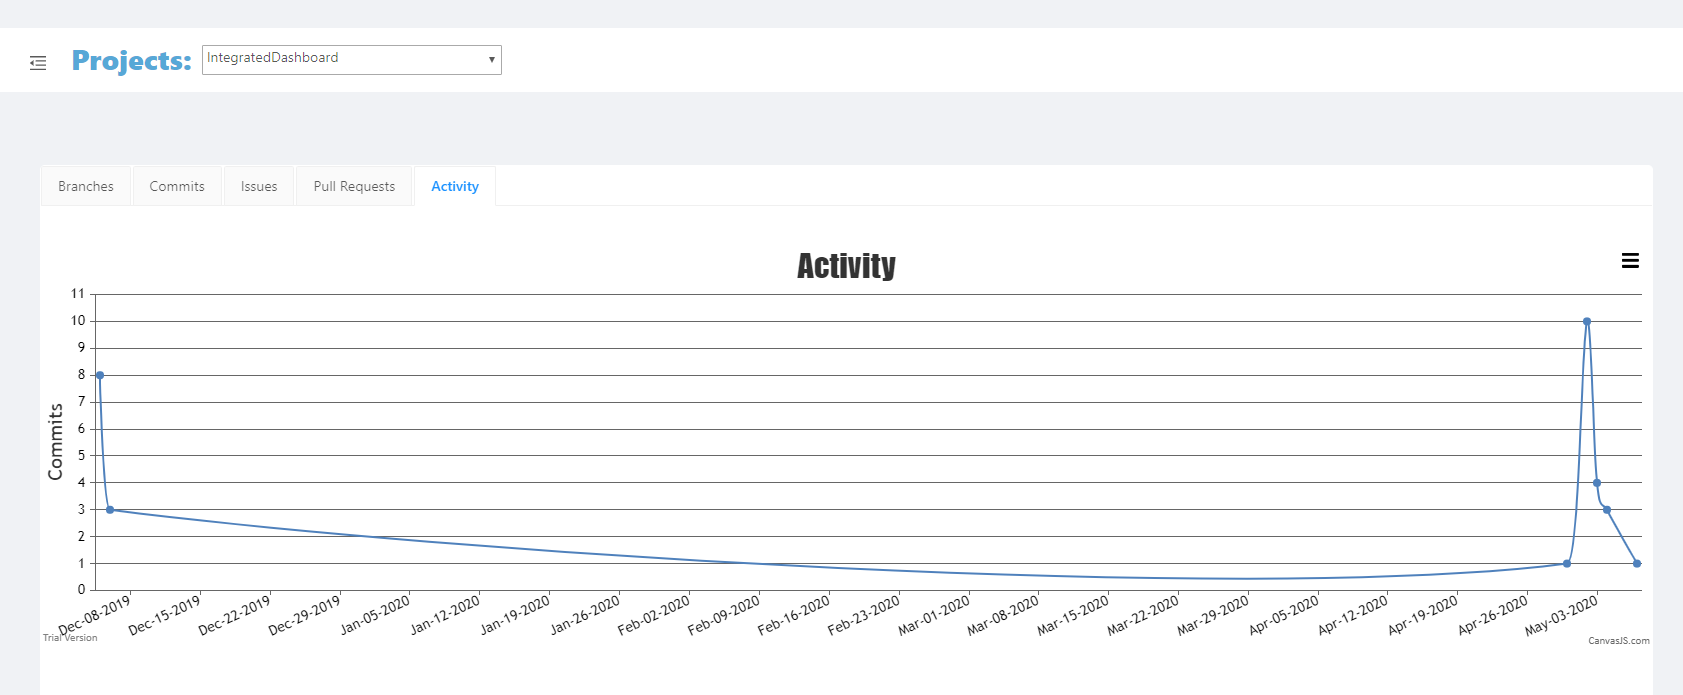 Projects: IntegratedDashboard
Branches Commits Issues Pull Requests Activity
Activity
11
10
9
8
7
6
5
4
3
2
1
0
Commits
Dec-08-2019 Dec-15-2019 Dec-22-2019 Dec-29-2019 Jan-05-2020 Jan-12-2020 Jan-19-2020 Jan-26-2020 Feb-02-2020 Feb-09-2020 Feb-16-2020 Feb-23-2020 Mar-01-2020 Mar-08-2020 Mar-15-2020 Mar-22-2020 Mar-29-2020 Apr-05-2020 Apr-12-2020 Apr-19-2020 Apr-26-2020 May-03-2020
Trial Version CanvasJS.com